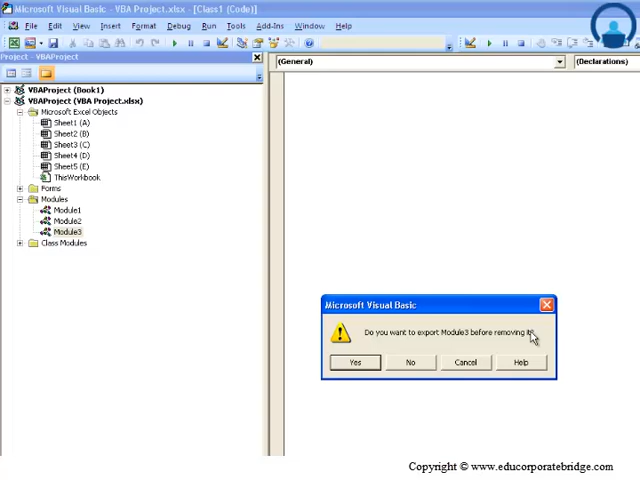 Microsoft Visual Basic - VBA Project.xlsx - [Class1 (Code)]
File Edit View Insert Format Debug Run Tools Add-Ins Window Help
Project - VBAProject
(General) (Declarations)
VBAProject (Book1)
VBAProject (VBA Project.xlsx)
Microsoft Excel Objects
Sheet1 (A)
Sheet2 (B)
Sheet3 (C)
Sheet4 (D)
Sheet5 (E)
ThisWorkbook
Forms
Modules
Module1
Module2
Module3
Class Modules
Microsoft Visual Basic
Do you want to export Module3 before removing it?
Yes No Cancel Help
Copyright © www.educorporatebridge.com